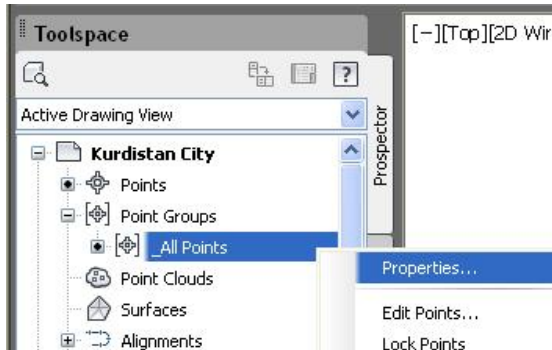 Toolspace
[-][Top][2D Wir
?
Active Drawing View
Prospector
Kurdistan City
Points
Point Groups
_All Points
Properties...
Point Clouds
Surfaces
Edit Points...
Alignments
Lock Points